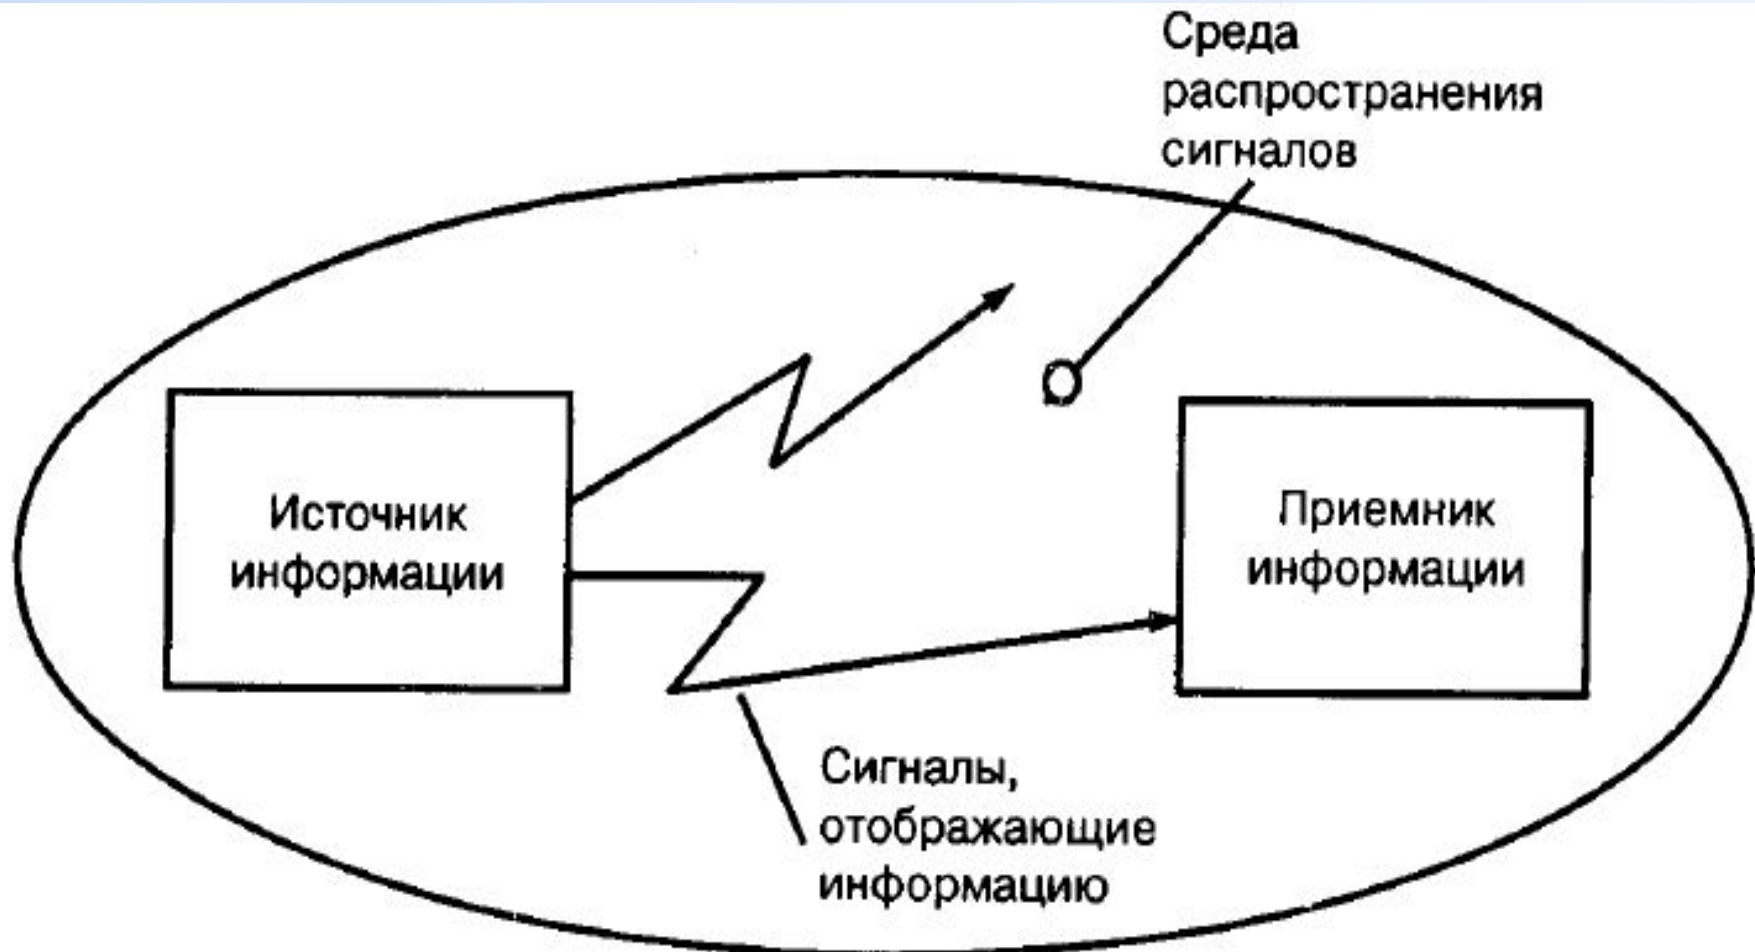 Среда
распространения
сигналов
Источник
информации
Приемник
информации
Сигналы,
отображающие
информацию